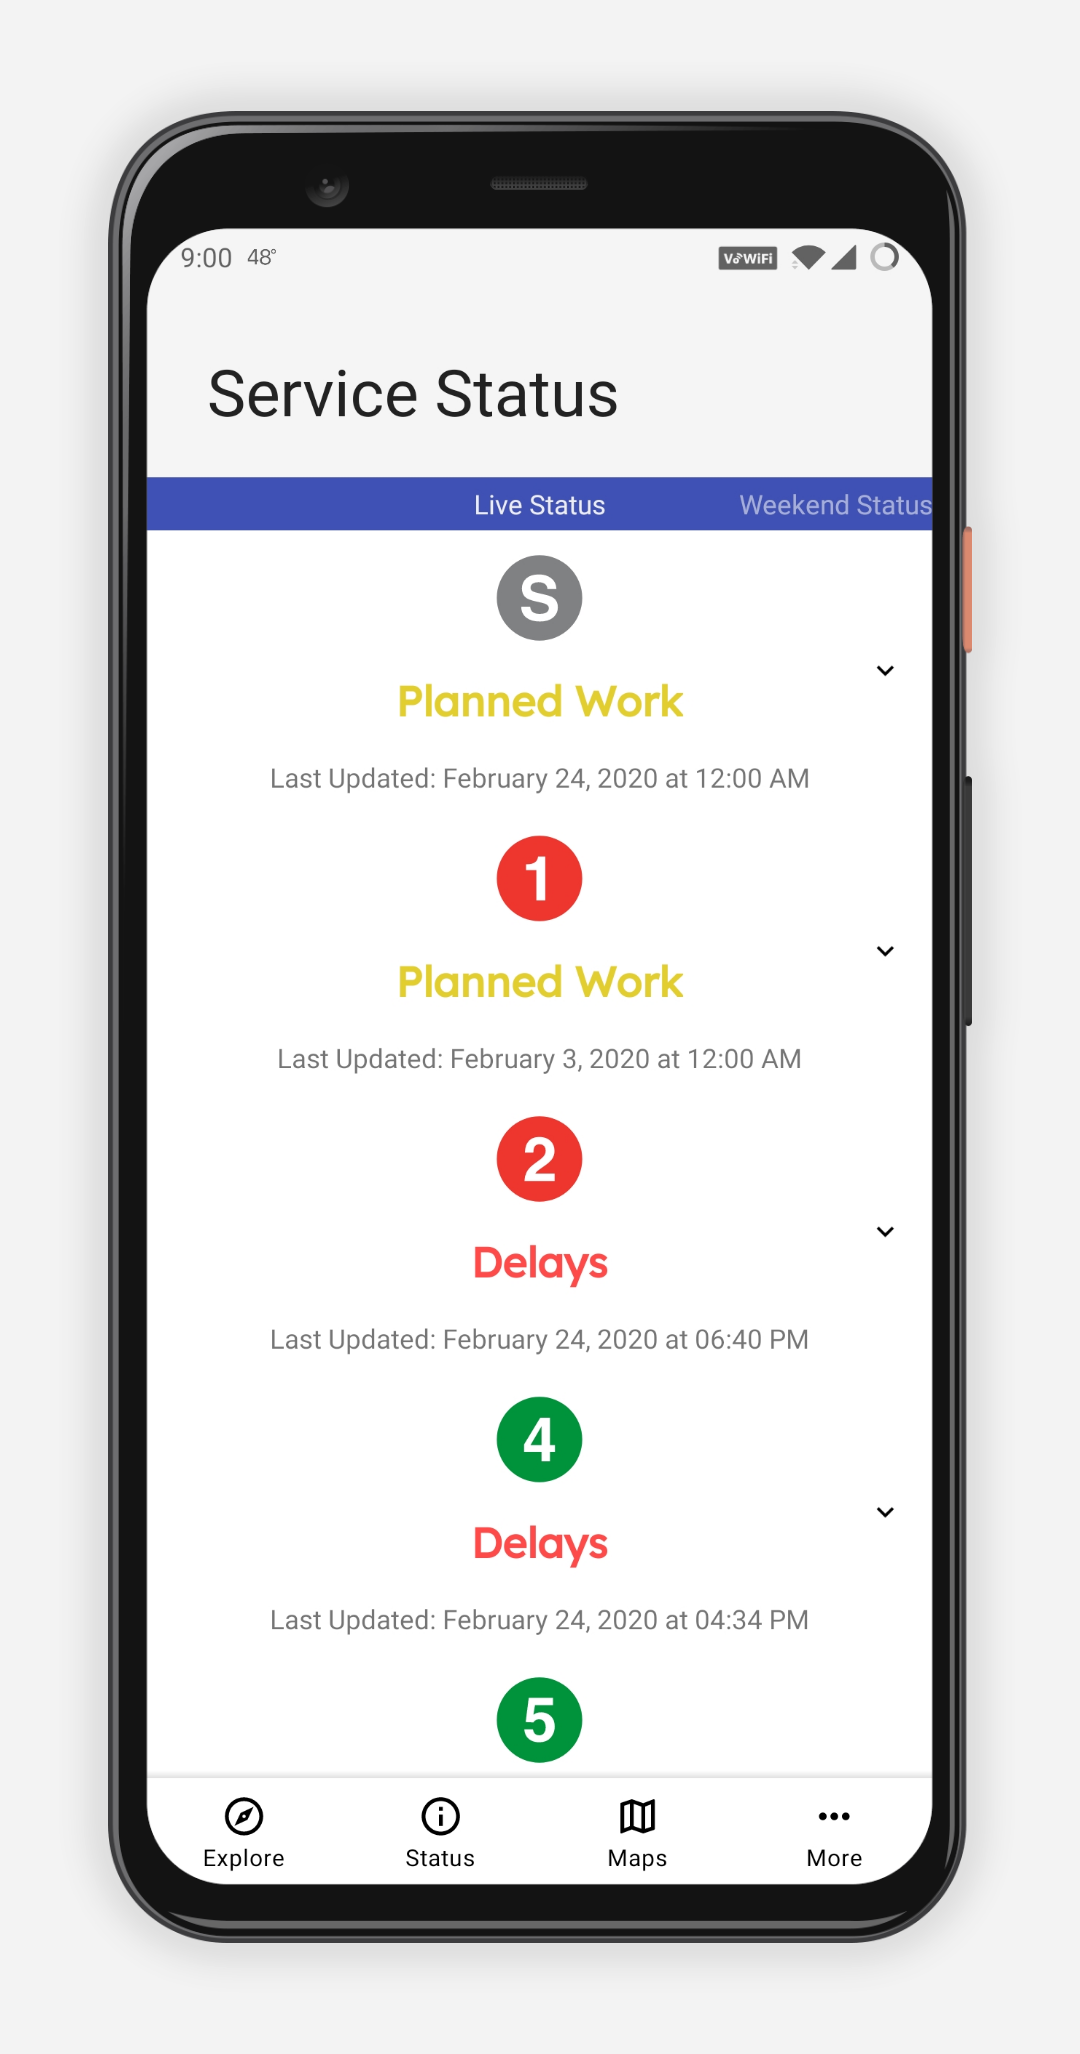 9:00 48° VoWiFi
Service Status
Live Status Weekend Status
S
Planned Work
Last Updated: February 24, 2020 at 12:00 AM
1
Planned Work
Last Updated: February 3, 2020 at 12:00 AM
2
Delays
Last Updated: February 24, 2020 at 06:40 PM
4
Delays
Last Updated: February 24, 2020 at 04:34 PM
5
Explore Status Maps More